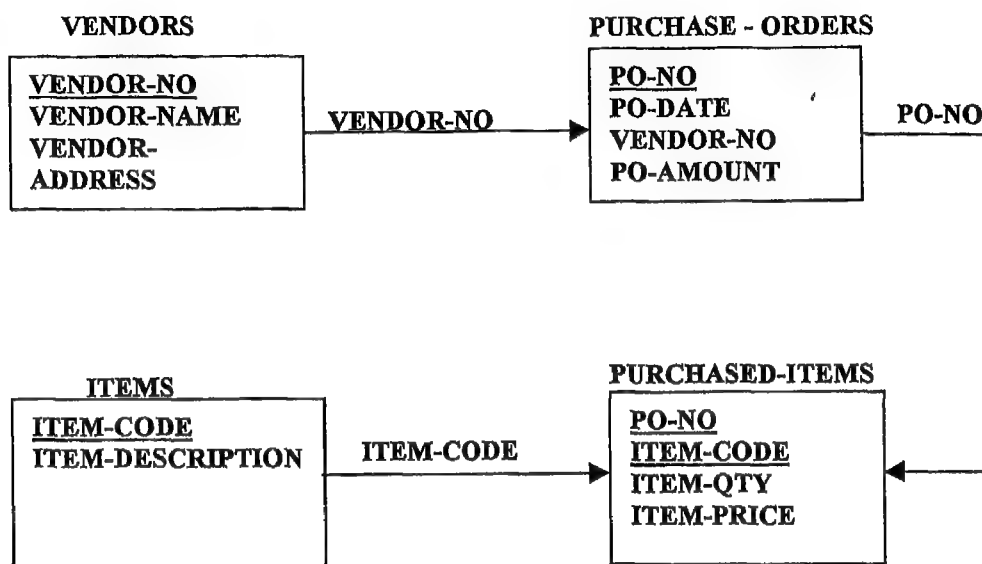 VENDORS
VENDOR-NO
VENDOR-NAME
VENDOR-
ADDRESS
VENDOR-NO
PURCHASE - ORDERS
PO-NO
PO-DATE
VENDOR-NO
PO-AMOUNT
PO-NO
ITEMS
ITEM-CODE
ITEM-DESCRIPTION
ITEM-CODE
PURCHASED-ITEMS
PO-NO
ITEM-CODE
ITEM-QTY
ITEM-PRICE